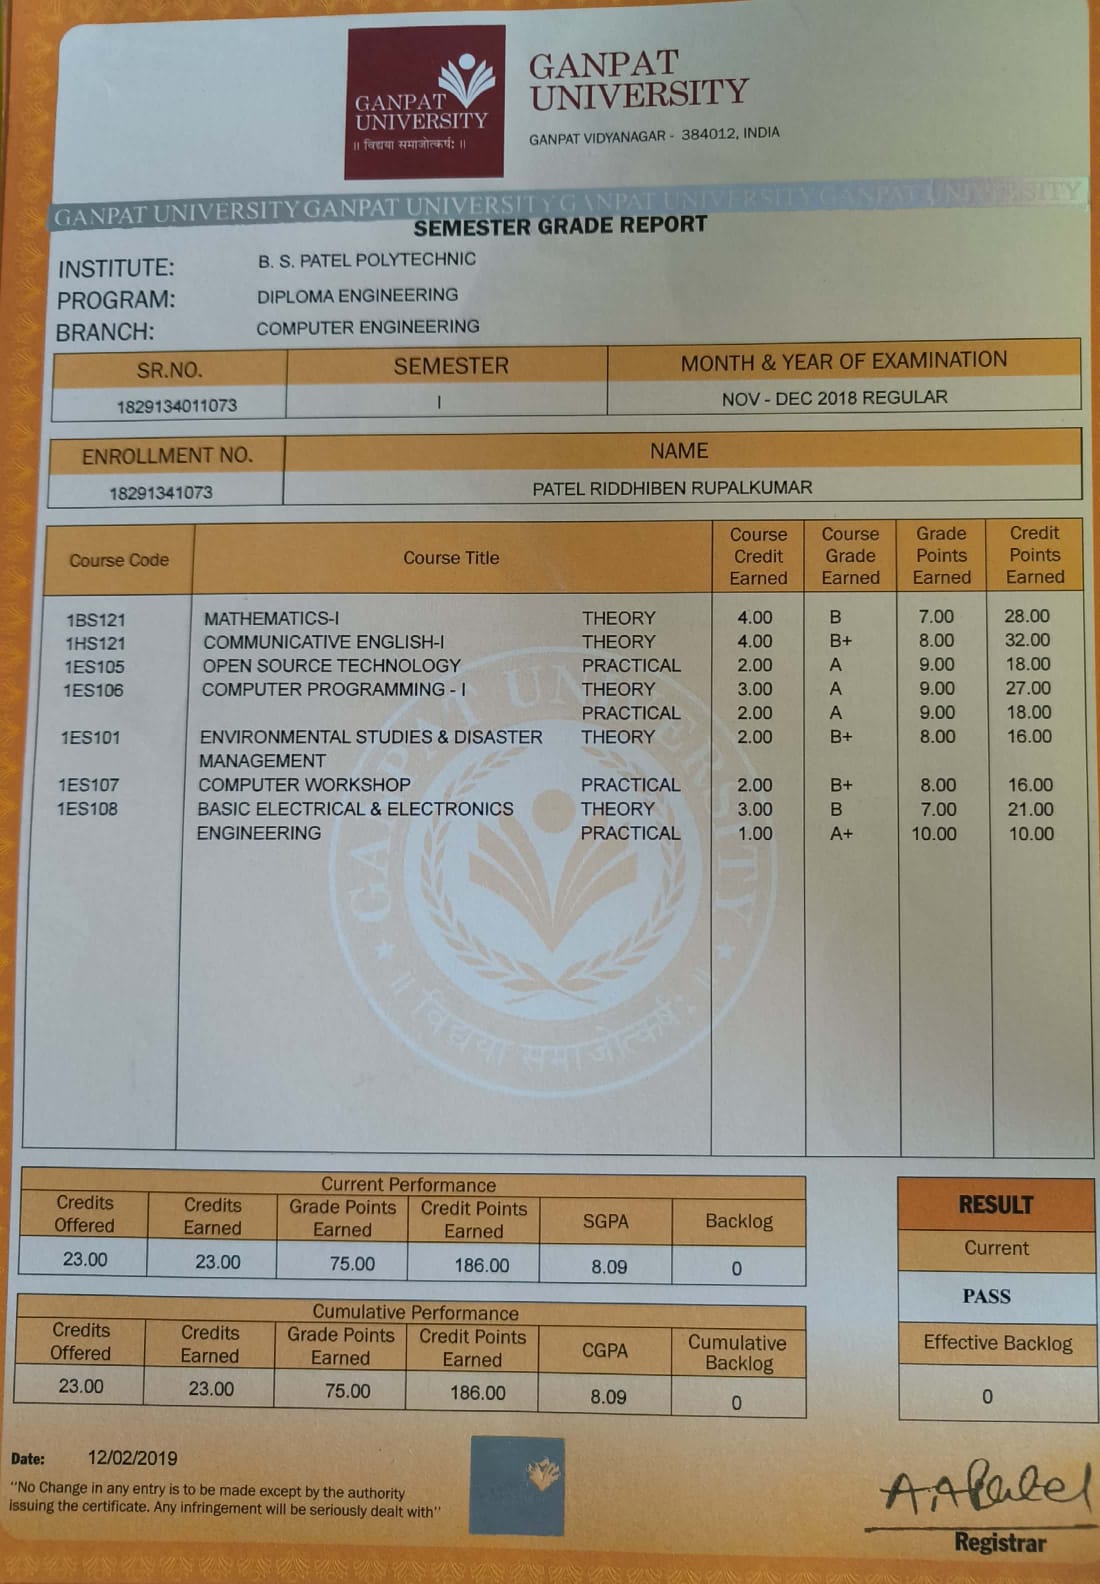 GANPAT
UNIVERSITY
॥ विद्यया समाजोत्कर्ष: ॥
GANPAT
UNIVERSITY
GANPAT VIDYANAGAR - 384012, INDIA
GANPAT UNIVERSITY GANPAT UNIVERSITY GANPAT UNIVERSITY GANPAT UNIVERSITY
SEMESTER GRADE REPORT
INSTITUTE: B. S. PATEL POLYTECHNIC
PROGRAM: DIPLOMA ENGINEERING
BRANCH: COMPUTER ENGINEERING
SR.NO. SEMESTER MONTH & YEAR OF EXAMINATION
1829134011073 I NOV - DEC 2018 REGULAR
ENROLLMENT NO. NAME
18291341073 PATEL RIDDHIBEN RUPALKUMAR
Course Code Course Title Course Credit Earned Course Grade Earned Grade Points Earned Credit Points Earned
1BS121 MATHEMATICS-I THEORY 4.00 B 7.00 28.00
1HS121 COMMUNICATIVE ENGLISH-I THEORY 4.00 B+ 8.00 32.00
1ES105 OPEN SOURCE TECHNOLOGY PRACTICAL 2.00 A 9.00 18.00
1ES106 COMPUTER PROGRAMMING - I THEORY 3.00 A 9.00 27.00
PRACTICAL 2.00 A 9.00 18.00
1ES101 ENVIRONMENTAL STUDIES & DISASTER THEORY 2.00 B+ 8.00 16.00
MANAGEMENT
1ES107 COMPUTER WORKSHOP PRACTICAL 2.00 B+ 8.00 16.00
1ES108 BASIC ELECTRICAL & ELECTRONICS THEORY 3.00 B 7.00 21.00
ENGINEERING PRACTICAL 1.00 A+ 10.00 10.00
GANPAT UNIVERSITY
॥ विद्यया समाजोत्कर्ष: ॥
Current Performance
Credits Offered Credits Earned Grade Points Earned Credit Points Earned SGPA Backlog
23.00 23.00 75.00 186.00 8.09 0
Cumulative Performance
Credits Offered Credits Earned Grade Points Earned Credit Points Earned CGPA Cumulative Backlog
23.00 23.00 75.00 186.00 8.09 0
RESULT
Current
PASS
Effective Backlog
0
Date: 12/02/2019
"No Change in any entry is to be made except by the authority
issuing the certificate. Any infringement will be seriously dealt with"
A.A.Patel
Registrar